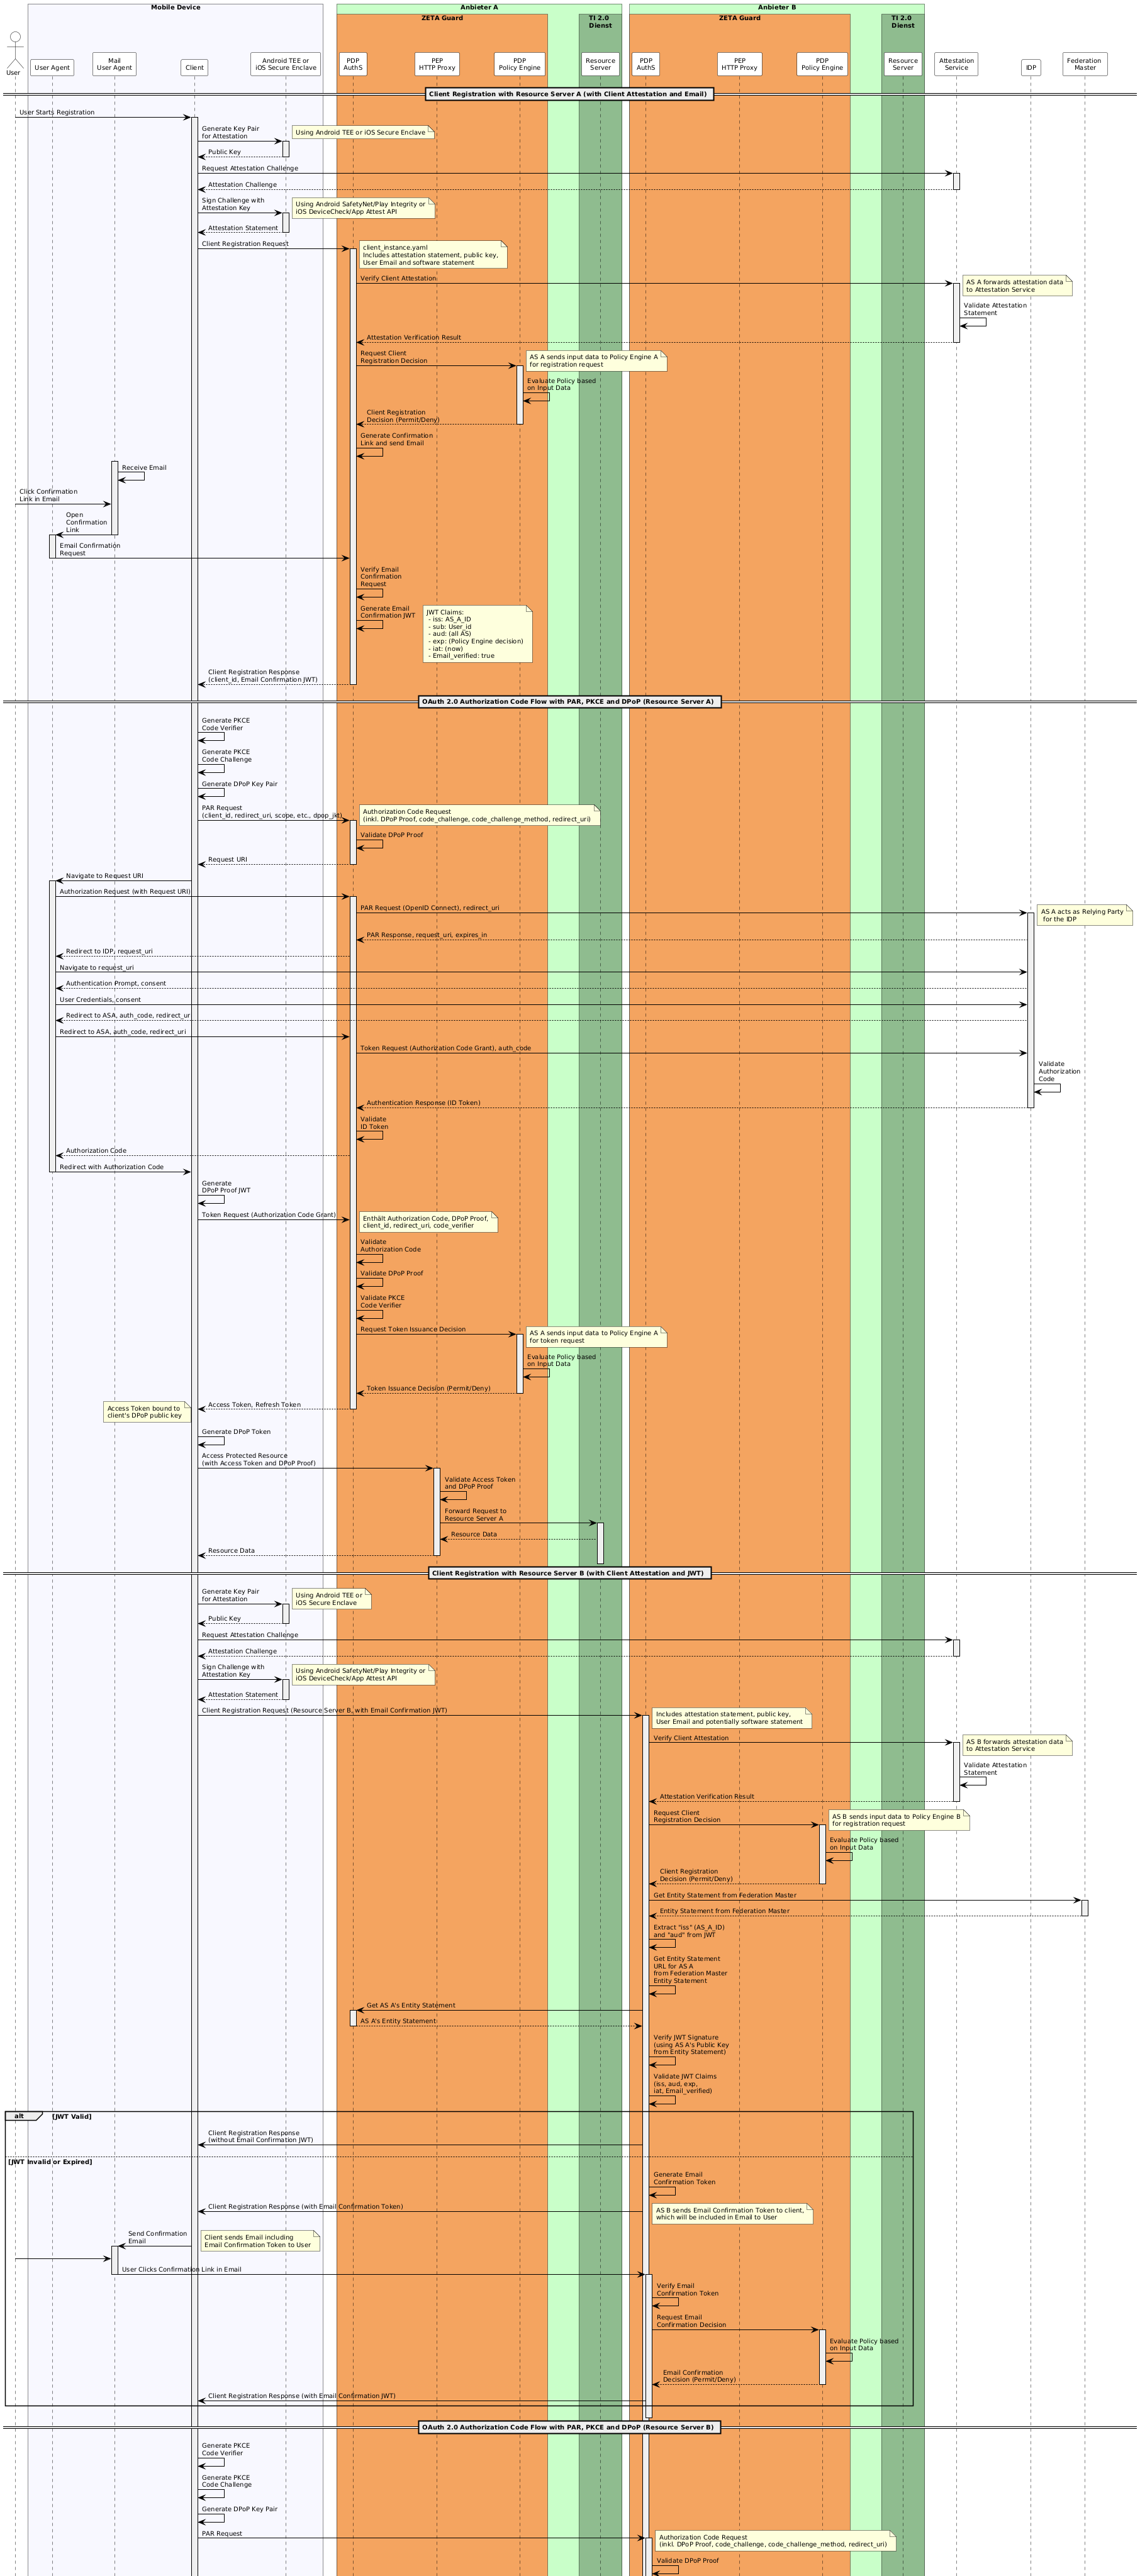 Mobile Device
Anbieter A
Anbieter B
ZETA Guard
TI 2.0
Dienst
ZETA Guard
TI 2.0
Dienst
User
User Agent
Mail
User Agent
Client
Android TEE or
iOS Secure Enclave
PDP
AuthS
PEP
HTTP Proxy
PDP
Policy Engine
Resource
Server
PDP
AuthS
PEP
HTTP Proxy
PDP
Policy Engine
Resource
Server
Attestation
Service
IDP
Federation
Master
Client Registration with Resource Server A (with Client Attestation and Email)
User Starts Registration
Generate Key Pair
for Attestation
Using Android TEE or iOS Secure Enclave
Public Key
Request Attestation Challenge
Attestation Challenge
Sign Challenge with
Attestation Key
Using Android SafetyNet/Play Integrity or
iOS DeviceCheck/App Attest API
Attestation Statement
Client Registration Request
client_instance.yaml
Includes attestation statement, public key,
User Email and software statement
Verify Client Attestation
AS A forwards attestation data
to Attestation Service
Validate Attestation
Statement
Attestation Verification Result
Request Client
Registration Decision
AS A sends input data to Policy Engine A
for registration request
Evaluate Policy based
on Input Data
Client Registration
Decision (Permit/Deny)
Generate Confirmation
Link and send Email
Receive Email
Click Confirmation
Link in Email
Open
Confirmation
Link
Email Confirmation
Request
Verify Email
Confirmation
Request
Generate Email
Confirmation JWT
JWT Claims:
- iss: AS_A_ID
- sub: User_id
- aud: (all AS)
- exp: (Policy Engine decision)
- iat: (now)
- Email_verified: true
Client Registration Response
(client_id, Email Confirmation JWT)
OAuth 2.0 Authorization Code Flow with PAR, PKCE and DPoP (Resource Server A)
Generate PKCE
Code Verifier
Generate PKCE
Code Challenge
Generate DPoP Key Pair
PAR Request
(client_id, redirect_uri, scope, etc., dpop_jkt)
Authorization Code Request
(inkl. DPoP Proof, code_challenge, code_challenge_method, redirect_uri)
Validate DPoP Proof
Request URI
Navigate to Request URI
Authorization Request (with Request URI)
PAR Request (OpenID Connect), redirect_uri
AS A acts as Relying Party
for the IDP
PAR Response, request_uri, expires_in
Redirect to IDP, request_uri
Navigate to request_uri
Authentication Prompt, consent
User Credentials, consent
Redirect to ASA, auth_code, redirect_ur
Redirect to ASA, auth_code, redirect_uri
Token Request (Authorization Code Grant), auth_code
Validate
Authorization
Code
Authentication Response (ID Token)
Validate
ID Token
Authorization Code
Redirect with Authorization Code
Generate
DPoP Proof JWT
Token Request (Authorization Code Grant)
Enthält Authorization Code, DPoP Proof,
client_id, redirect_uri, code_verifier
Validate
Authorization Code
Validate DPoP Proof
Validate PKCE
Code Verifier
Request Token Issuance Decision
AS A sends input data to Policy Engine A
for token request
Evaluate Policy based
on Input Data
Token Issuance Decision (Permit/Deny)
Access Token, Refresh Token
Access Token bound to
client's DPoP public key
Generate DPoP Token
Access Protected Resource
(with Access Token and DPoP Proof)
Validate Access Token
and DPoP Proof
Forward Request to
Resource Server A
Resource Data
Resource Data
Client Registration with Resource Server B (with Client Attestation and JWT)
Generate Key Pair
for Attestation
Using Android TEE or
iOS Secure Enclave
Public Key
Request Attestation Challenge
Attestation Challenge
Sign Challenge with
Attestation Key
Using Android SafetyNet/Play Integrity or
iOS DeviceCheck/App Attest API
Attestation Statement
Client Registration Request (Resource Server B, with Email Confirmation JWT)
Includes attestation statement, public key,
User Email and potentially software statement
Verify Client Attestation
AS B forwards attestation data
to Attestation Service
Validate Attestation
Statement
Attestation Verification Result
Request Client
Registration Decision
AS B sends input data to Policy Engine B
for registration request
Evaluate Policy based
on Input Data
Client Registration
Decision (Permit/Deny)
Get Entity Statement from Federation Master
Entity Statement from Federation Master
Extract "iss" (AS_A_ID)
and "aud" from JWT
Get Entity Statement
URL for AS A
from Federation Master
Entity Statement
Get AS A's Entity Statement
AS A's Entity Statement
Verify JWT Signature
(using AS A's Public Key
from Entity Statement)
Validate JWT Claims
(iss, aud, exp,
iat, Email_verified)
alt
[JWT Valid]
Client Registration Response
(without Email Confirmation JWT)
[JWT Invalid or Expired]
Generate Email
Confirmation Token
Client Registration Response (with Email Confirmation Token)
AS B sends Email Confirmation Token to client,
which will be included in Email to User
Send Confirmation
Email
Client sends Email including
Email Confirmation Token to User
User Clicks Confirmation Link in Email
Verify Email
Confirmation Token
Request Email
Confirmation Decision
Evaluate Policy based
on Input Data
Email Confirmation
Decision (Permit/Deny)
Client Registration Response (with Email Confirmation JWT)
OAuth 2.0 Authorization Code Flow with PAR, PKCE and DPoP (Resource Server B)
Generate PKCE
Code Verifier
Generate PKCE
Code Challenge
Generate DPoP Key Pair
PAR Request
Authorization Code Request
(inkl. DPoP Proof, code_challenge, code_challenge_method, redirect_uri)
Validate DPoP Proof